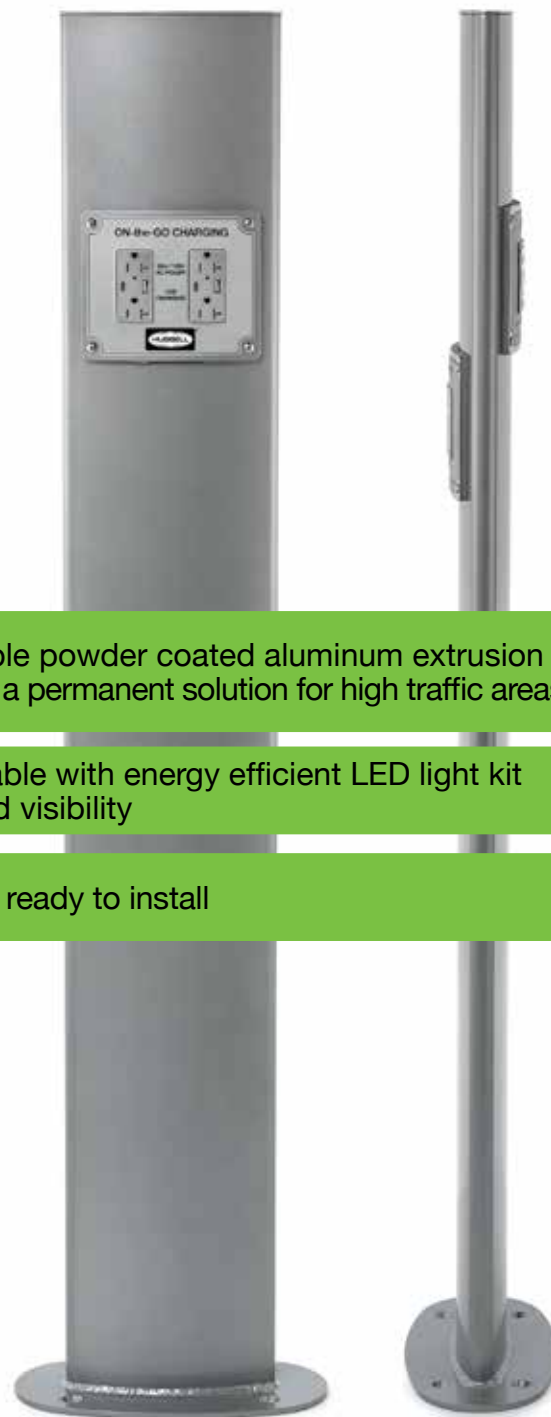 ON-the-GO CHARGING
HUBBELL
ble powder coated aluminum extrusion
a permanent solution for high traffic areas
able with energy efficient LED light kit
d visibility
ready to install